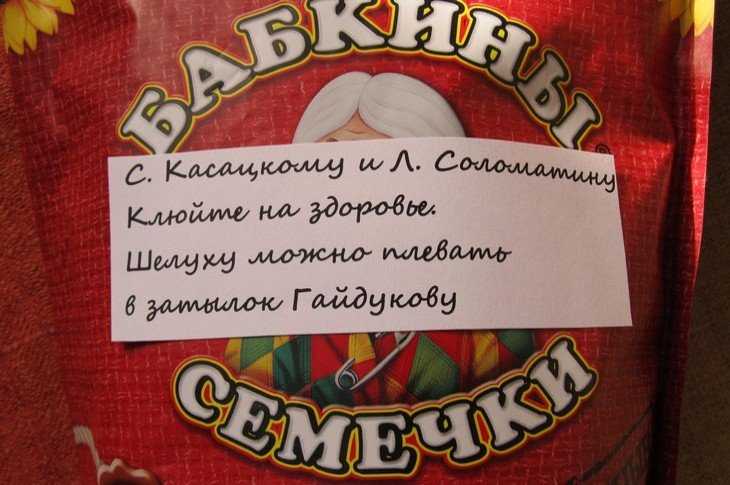 БАБКИНЫ
С. Касацкому и Л. Соломатину
Клюйте на здоровье.
Шелуху можно плевать
в затылок Гайдукову
СЕМЕЧКИ